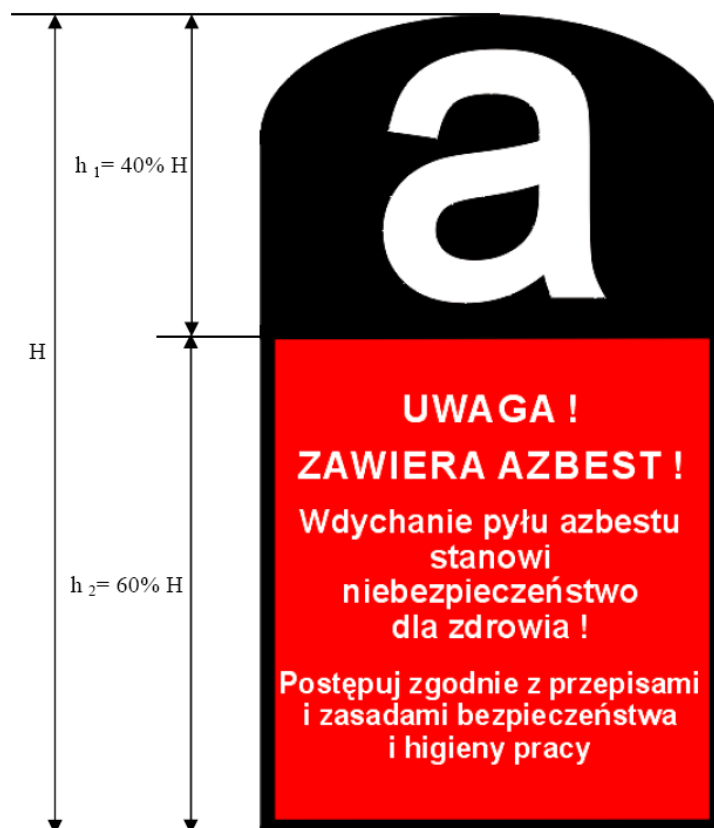 a
h 1= 40% H
H
h 2= 60% H
UWAGA !
ZAWIERA AZBEST !
Wdychanie pyłu azbestu
stanowi
niebezpieczeństwo
dla zdrowia !
Postępuj zgodnie z przepisami
i zasadami bezpieczeństwa
i higieny pracy